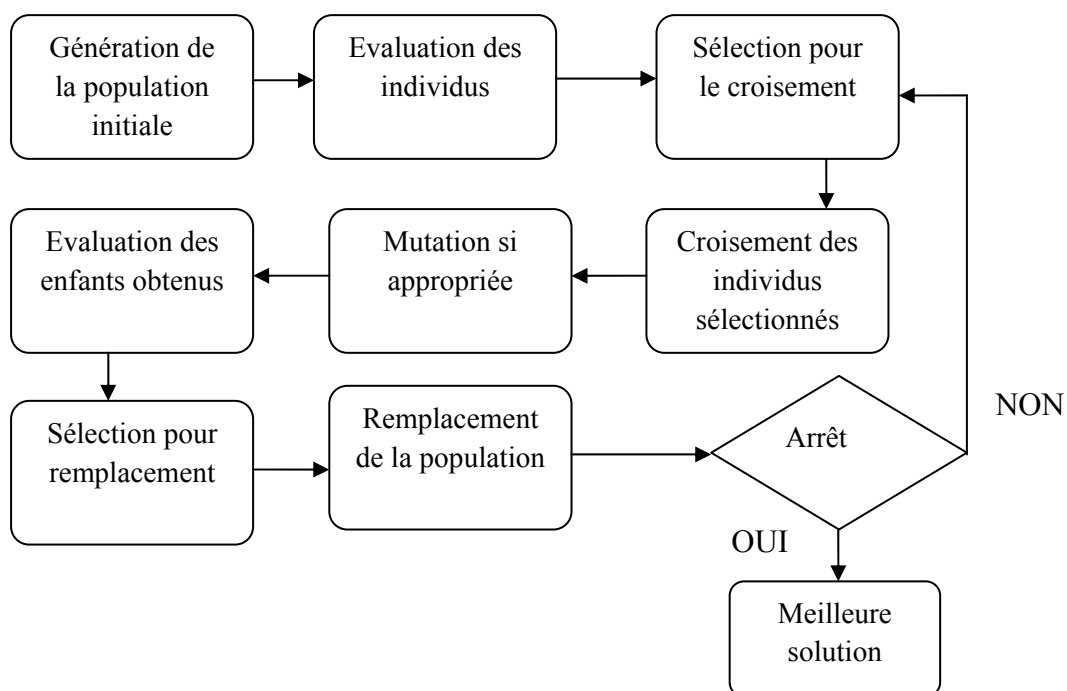 Génération de
la population
initiale
Evaluation des
individus
Sélection pour
le croisement
Croisement des
individus
sélectionnés
Mutation si
appropriée
Evaluation des
enfants obtenus
Sélection pour
remplacement
Remplacement
de la population
Arrêt
NON
OUI
Meilleure
solution